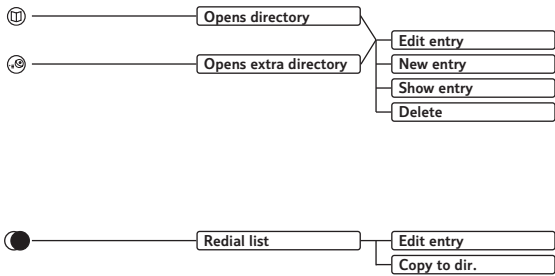 Opens directory
Edit entry
Opens extra directory
New entry
Show entry
Delete
Redial list
Edit entry
Copy to dir.